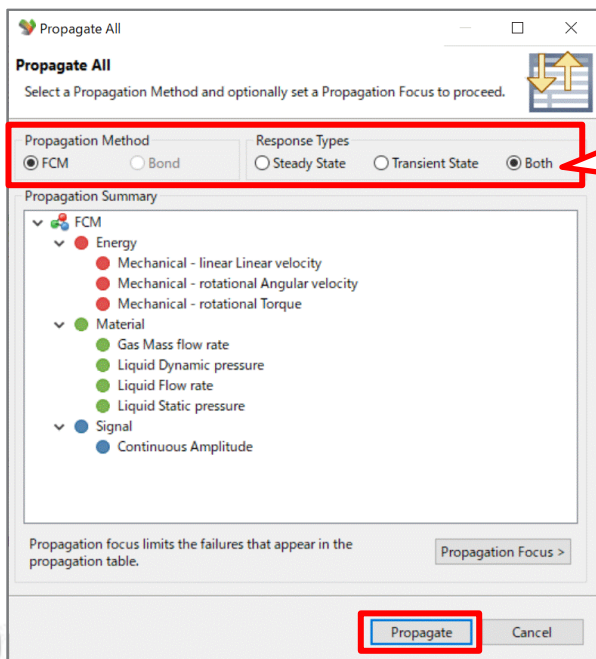 Propagate All
Propagate All
Select a Propagation Method and optionally set a Propagation Focus to proceed.
Propagation Method
FCM
Bond
Response Types
Steady State
Transient State
Both
Propagation Summary
FCM
Energy
Mechanical - linear Linear velocity
Mechanical - rotational Angular velocity
Mechanical - rotational Torque
Material
Gas Mass flow rate
Liquid Dynamic pressure
Liquid Flow rate
Liquid Static pressure
Signal
Continuous Amplitude
Propagation focus limits the failures that appear in the
propagation table.
Propagation Focus >
Propagate
Cancel